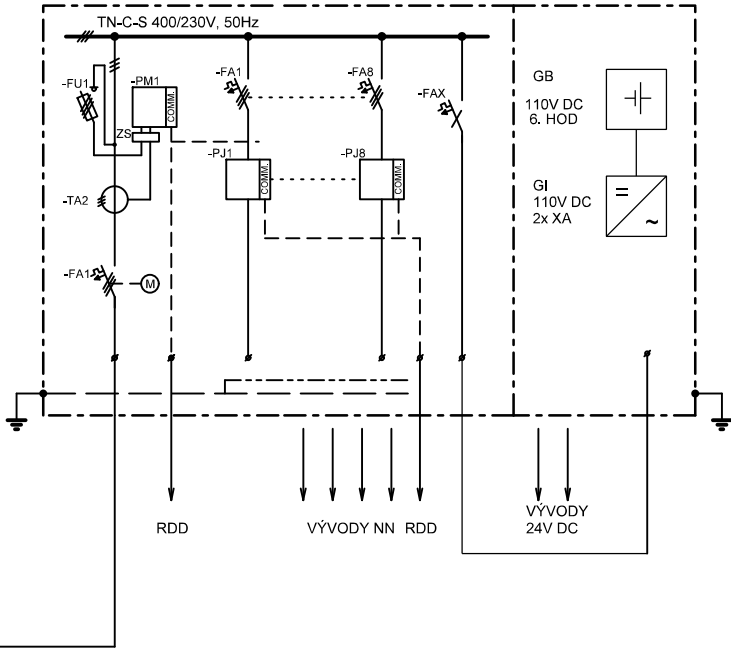 TN-C-S 400/230V, 50Hz
-FU1
-PM1
COMM.
ZS
-FA1
-FA8
-FAX
-PJ1
COMM.
-PJ8
COMM.
-TA2
-FA1
M
GB
110V DC
6. HOD
GI
110V DC
2x XA
=
~
RDD
VÝVODY NN
RDD
VÝVODY
24V DC